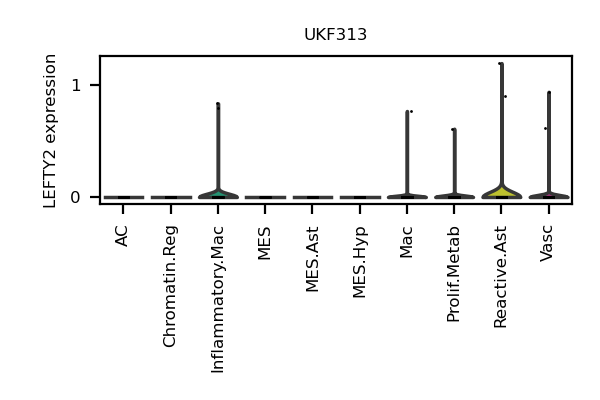 UKF313
LEFTY2 expression
1
0
AC
Chromatin.Reg
Inflammatory.Mac
MES
MES.Ast
MES.Hyp
Mac
Prolif.Metab
Reactive.Ast
Vasc